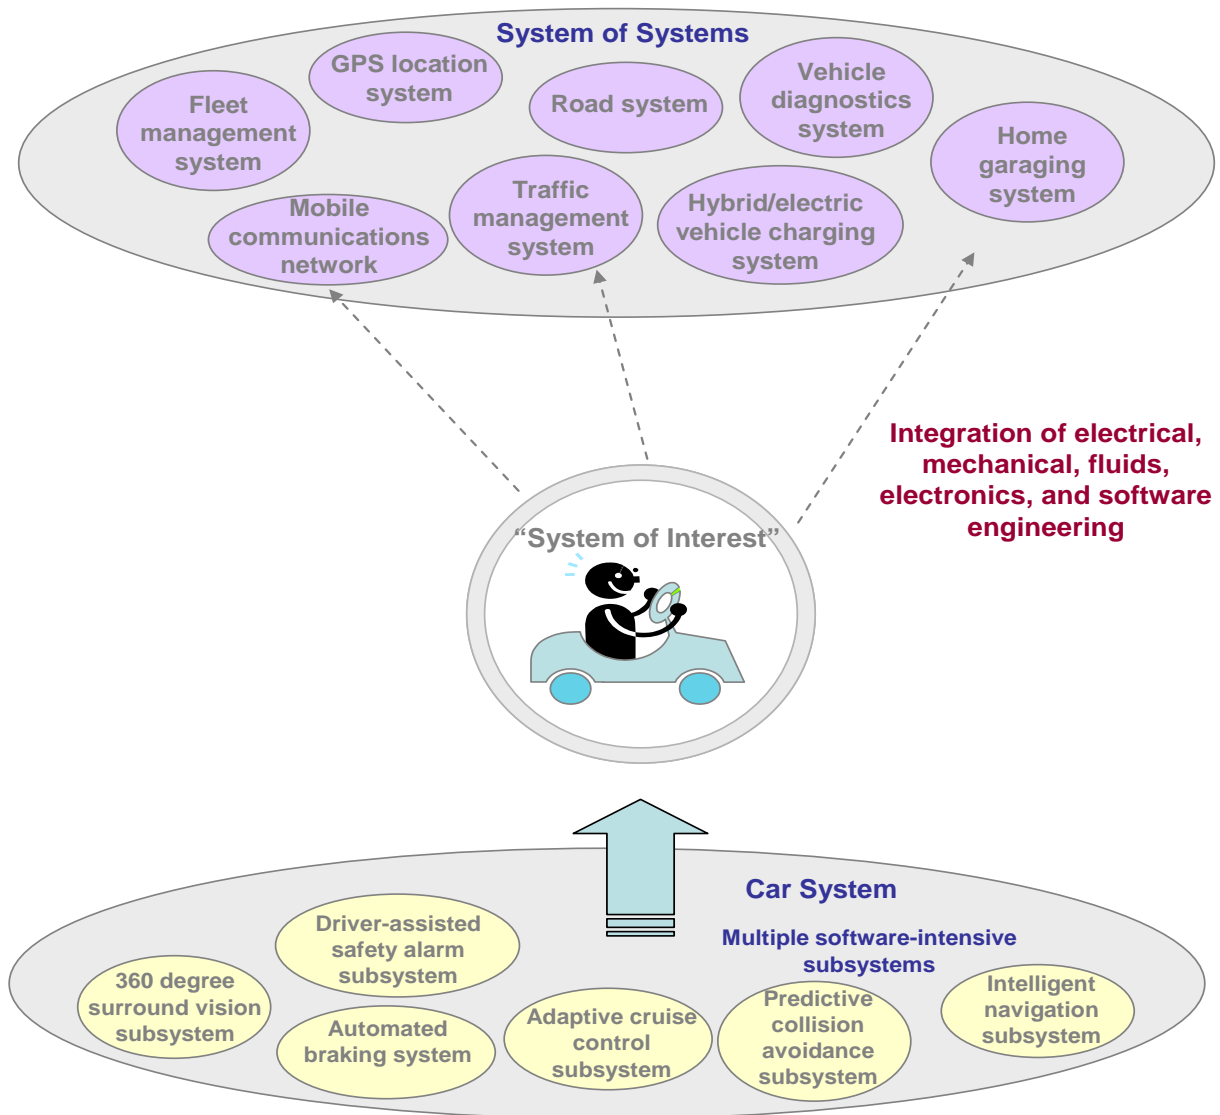 System of Systems
GPS location
system
Fleet
management
system
Road system
Vehicle
diagnostics
system
Home
garaging
system
Mobile
communications
network
Traffic
management
system
Hybrid/electric
vehicle charging
system
Integration of electrical,
mechanical, fluids,
electronics, and software
engineering
“System of Interest”
Car System
Multiple software-intensive
subsystems
Driver-assisted
safety alarm
subsystem
360 degree
surround vision
subsystem
Automated
braking system
Adaptive cruise
control
subsystem
Predictive
collision
avoidance
subsystem
Intelligent
navigation
subsystem